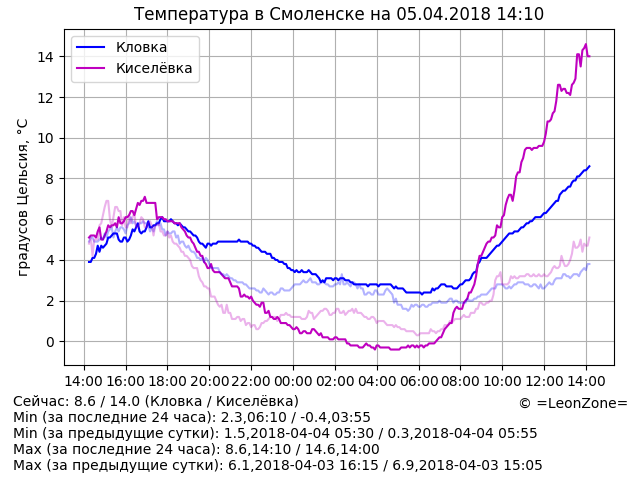 Температура в Смоленске на 05.04.2018 14:10
Кловка
Киселёвка
градусов Цельсия, °C
14
12
10
8
6
4
2
0
14:00 16:00 18:00 20:00 22:00 00:00 02:00 04:00 06:00 08:00 10:00 12:00 14:00
Сейчас: 8.6 / 14.0 (Кловка / Киселёвка)
© =LeonZone=
Min (за последние 24 часа): 2.3,06:10 / -0.4,03:55
Min (за предыдущие сутки): 1.5,2018-04-04 05:30 / 0.3,2018-04-04 05:55
Max (за последние 24 часа): 8.6,14:10 / 14.6,14:00
Max (за предыдущие сутки): 6.1,2018-04-03 16:15 / 6.9,2018-04-03 15:05